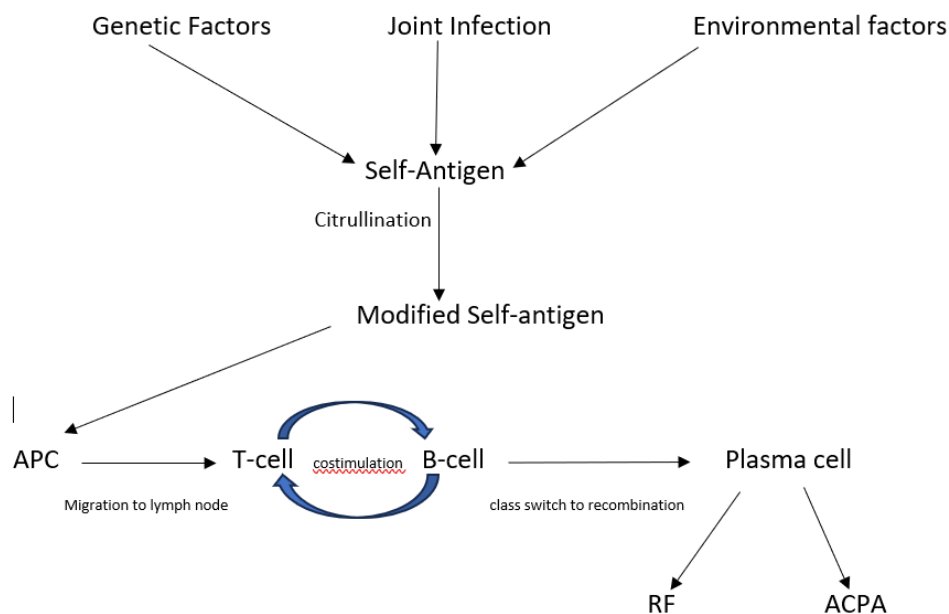 Genetic Factors
Joint Infection
Environmental factors
Self-Antigen
Citrullination
Modified Self-antigen
APC
T-cell
costimulation
B-cell
Plasma cell
Migration to lymph node
class switch to recombination
RF
ACPA